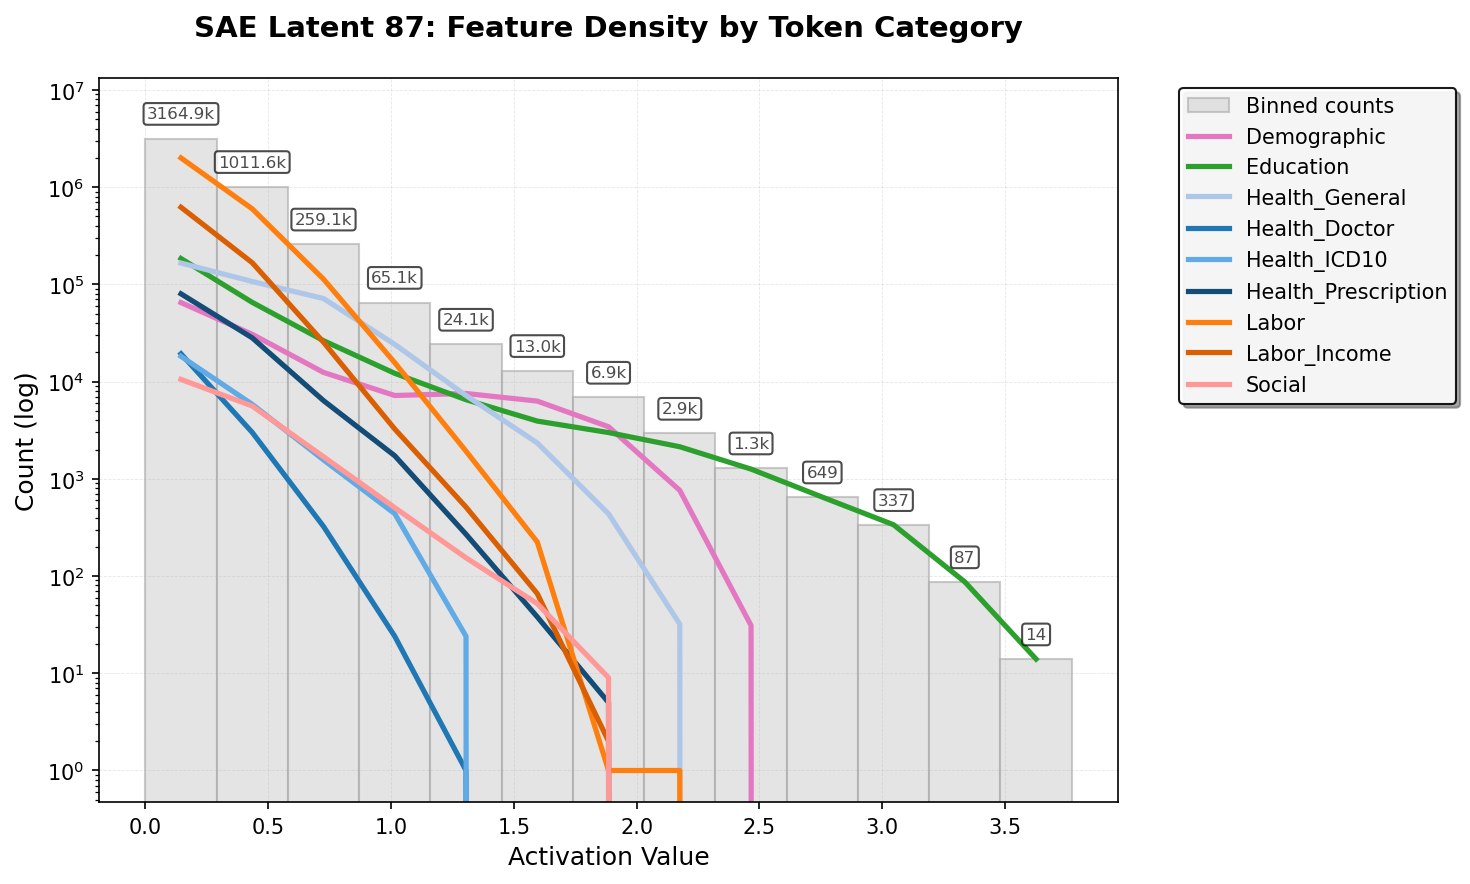 SAE Latent 87: Feature Density by Token Category
Count (log)
10⁷
10⁶
10⁵
10⁴
10³
10²
10¹
10⁰
3164.9k
1011.6k
259.1k
65.1k
24.1k
13.0k
6.9k
2.9k
1.3k
649
337
87
14
0.0
0.5
1.0
1.5
2.0
2.5
3.0
3.5
Activation Value
Binned counts
Demographic
Education
Health_General
Health_Doctor
Health_ICD10
Health_Prescription
Labor
Labor_Income
Social